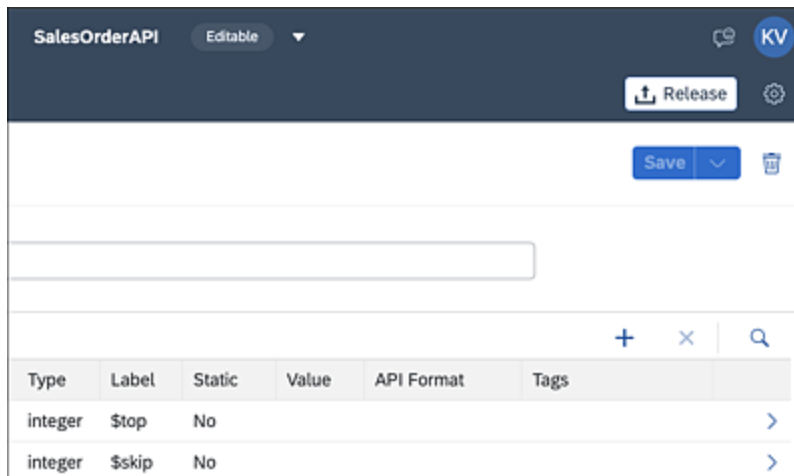 SalesOrderAPI Editable KV
Release
Save
Type Label Static Value API Format Tags
integer $top No
integer $skip No